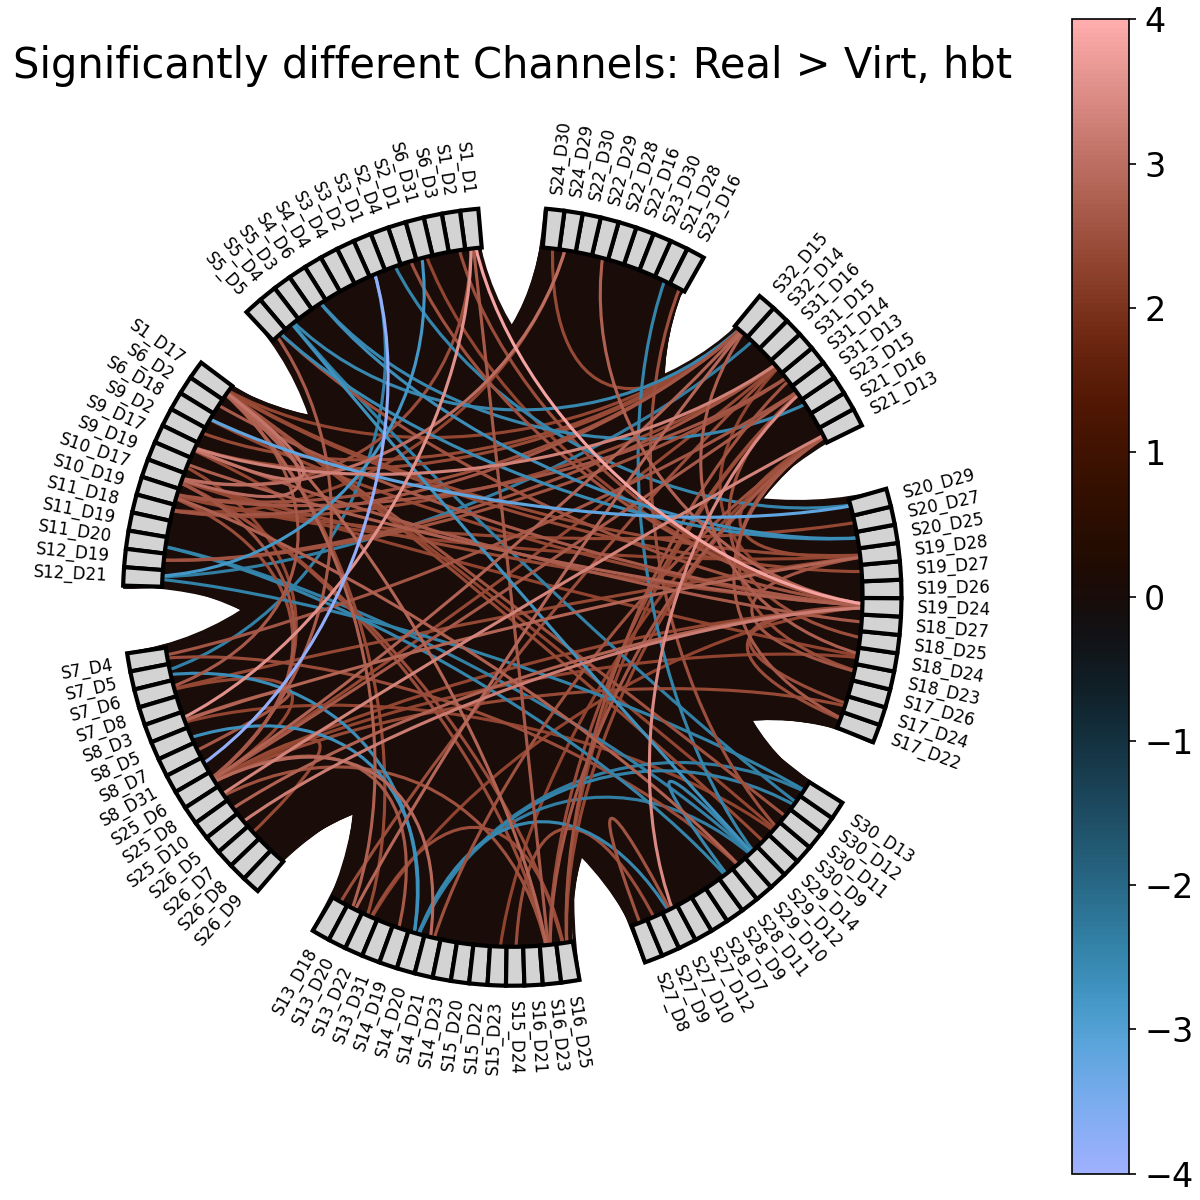 Significantly different Channels: Real > Virt, hbt
S1_D1
S1_D2
S6_D3
S6_D31
S2_D1
S2_D4
S3_D1
S3_D2
S3_D4
S4_D4
S4_D6
S5_D3
S5_D4
S5_D5
S1_D17
S6_D2
S6_D18
S9_D2
S9_D17
S9_D19
S10_D17
S10_D19
S11_D18
S11_D19
S11_D20
S12_D19
S12_D21
S7_D4
S7_D5
S7_D6
S7_D8
S8_D3
S8_D5
S8_D7
S8_D31
S25_D6
S25_D8
S25_D10
S26_D5
S26_D7
S26_D8
S26_D9
S13_D18
S13_D20
S13_D22
S13_D31
S14_D19
S14_D20
S14_D21
S14_D23
S15_D20
S15_D22
S15_D23
S15_D24
S16_D21
S16_D23
S16_D25
S27_D8
S27_D9
S27_D10
S27_D12
S28_D7
S28_D9
S28_D11
S29_D10
S29_D12
S29_D14
S30_D9
S30_D11
S30_D12
S30_D13
S17_D22
S17_D24
S17_D26
S18_D23
S18_D24
S18_D25
S18_D27
S19_D24
S19_D26
S19_D27
S19_D28
S20_D25
S20_D27
S20_D29
S21_D13
S21_D16
S23_D15
S31_D13
S31_D14
S31_D15
S31_D16
S32_D14
S32_D15
S23_D16
S21_D28
S23_D30
S22_D16
S22_D28
S22_D29
S22_D30
S24_D29
S24_D30
4
3
2
1
0
−1
−2
−3
−4